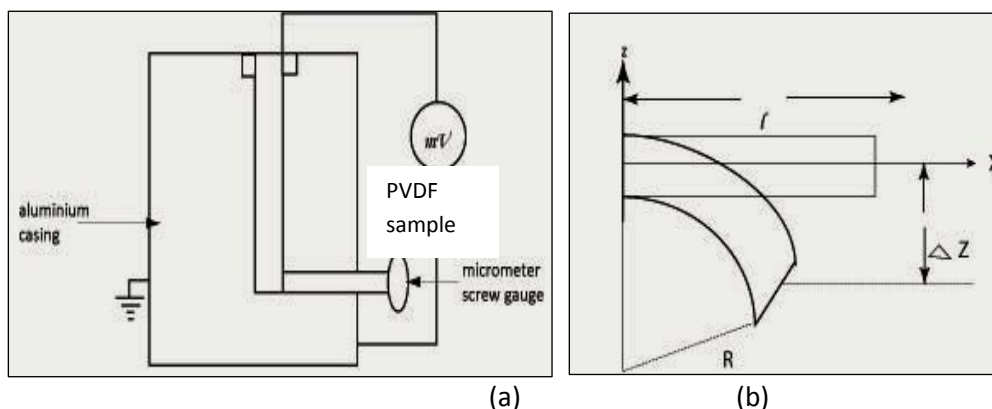 aluminium
casing
mV
PVDF
sample
micrometer
screw gauge
(a)
z
ℓ
X
△ Z
R
(b)